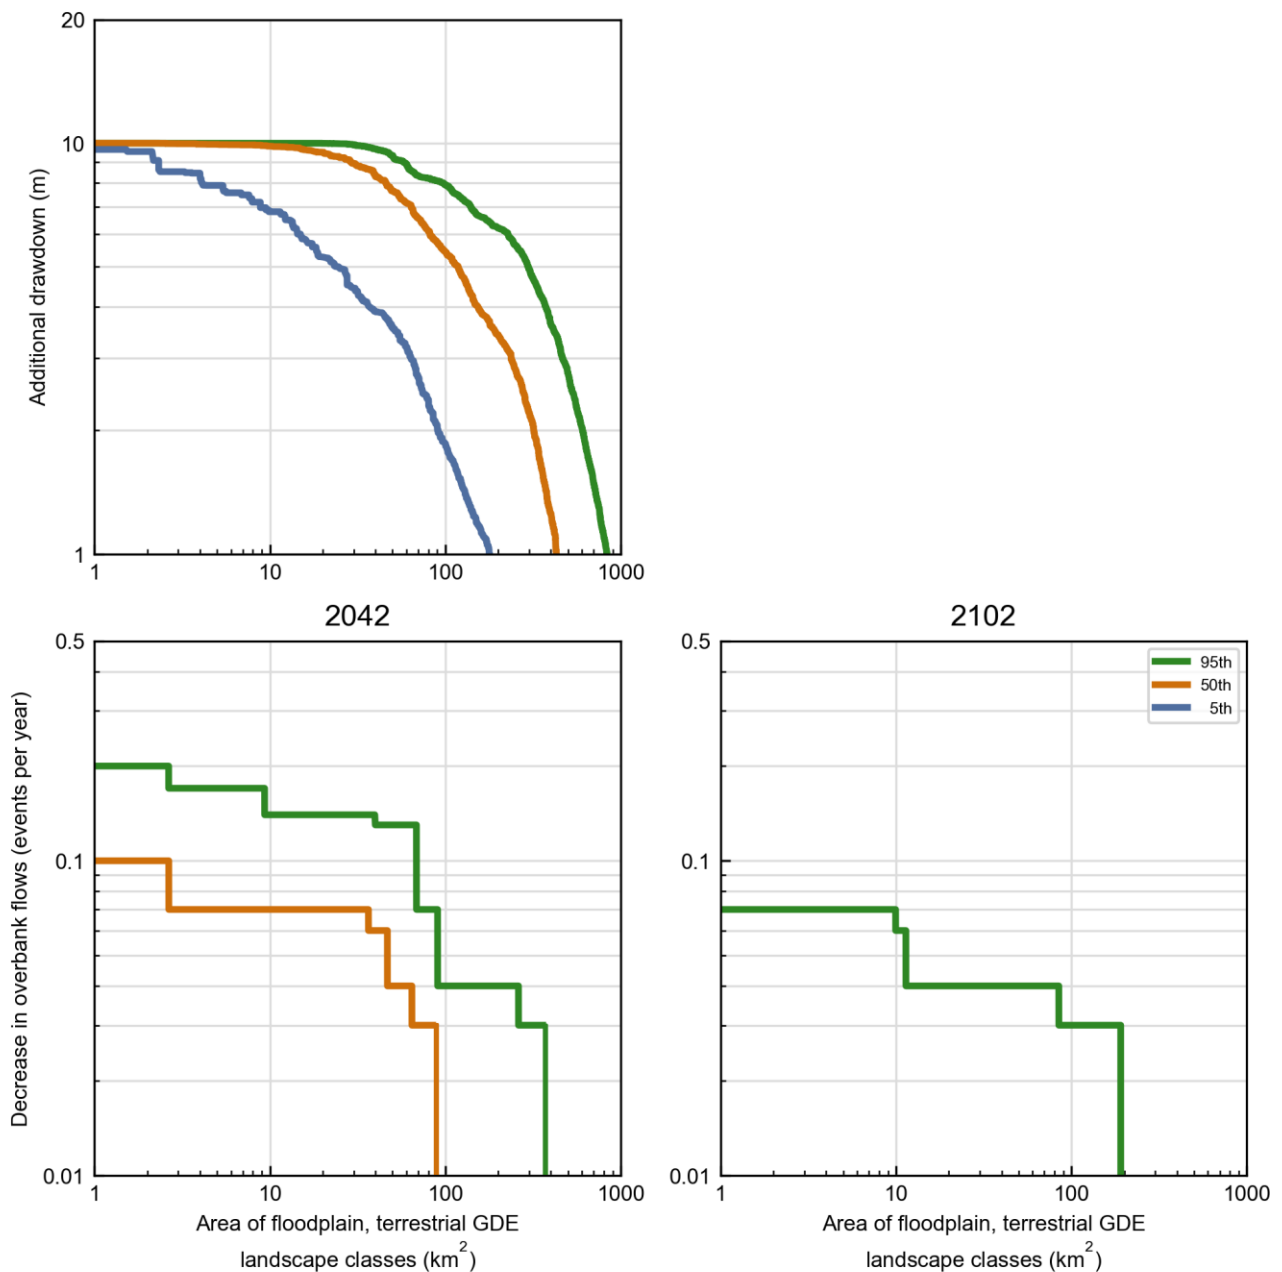 20
10
1
Additional drawdown (m)
1 10 100 1000
2042
2102
0.5
0.1
0.01
Decrease in overbank flows (events per year)
1 10 100 1000
Area of floodplain, terrestrial GDE
landscape classes (km²)
0.5
0.1
0.01
95th
50th
5th
1 10 100 1000
Area of floodplain, terrestrial GDE
landscape classes (km²)